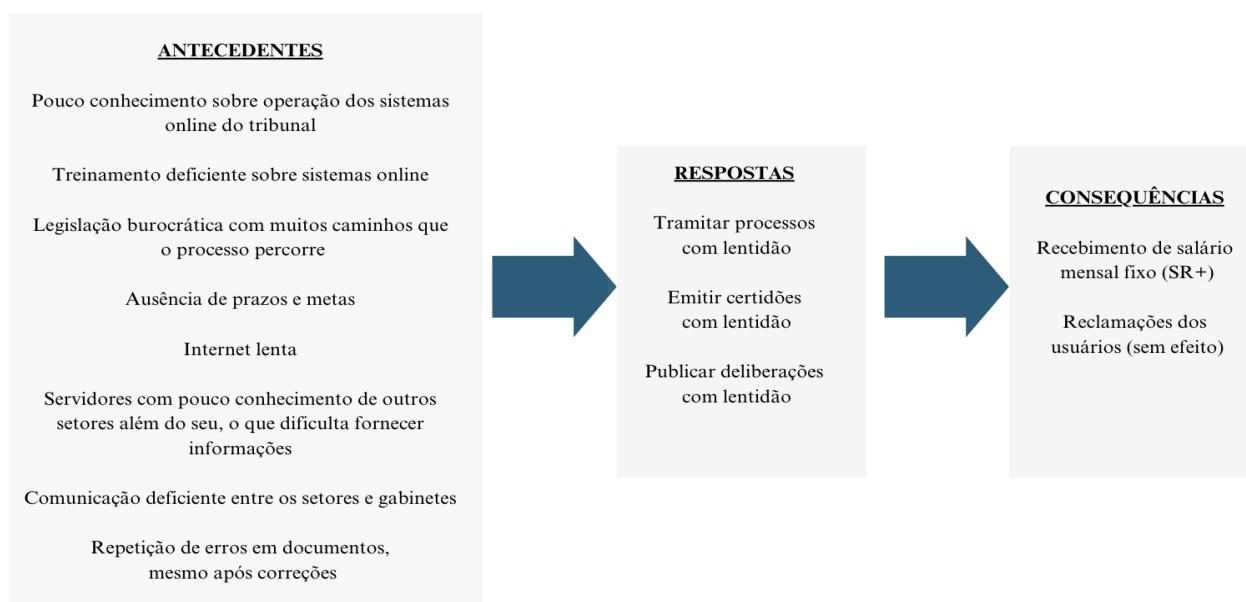 ANTECEDENTES
Pouco conhecimento sobre operação dos sistemas
online do tribunal
Treinamento deficiente sobre sistemas online
Legislação burocrática com muitos caminhos que
o processo percorre
Ausência de prazos e metas
Internet lenta
Servidores com pouco conhecimento de outros
setores além do seu, o que dificulta fornecer
informações
Comunicação deficiente entre os setores e gabinetes
Repetição de erros em documentos,
mesmo após correções
RESPOSTAS
Tramitar processos
com lentidão
Emitir certidões
com lentidão
Publicar deliberações
com lentidão
CONSEQUÊNCIAS
Recebimento de salário
mensal fixo (SR+)
Reclamações dos
usuários (sem efeito)